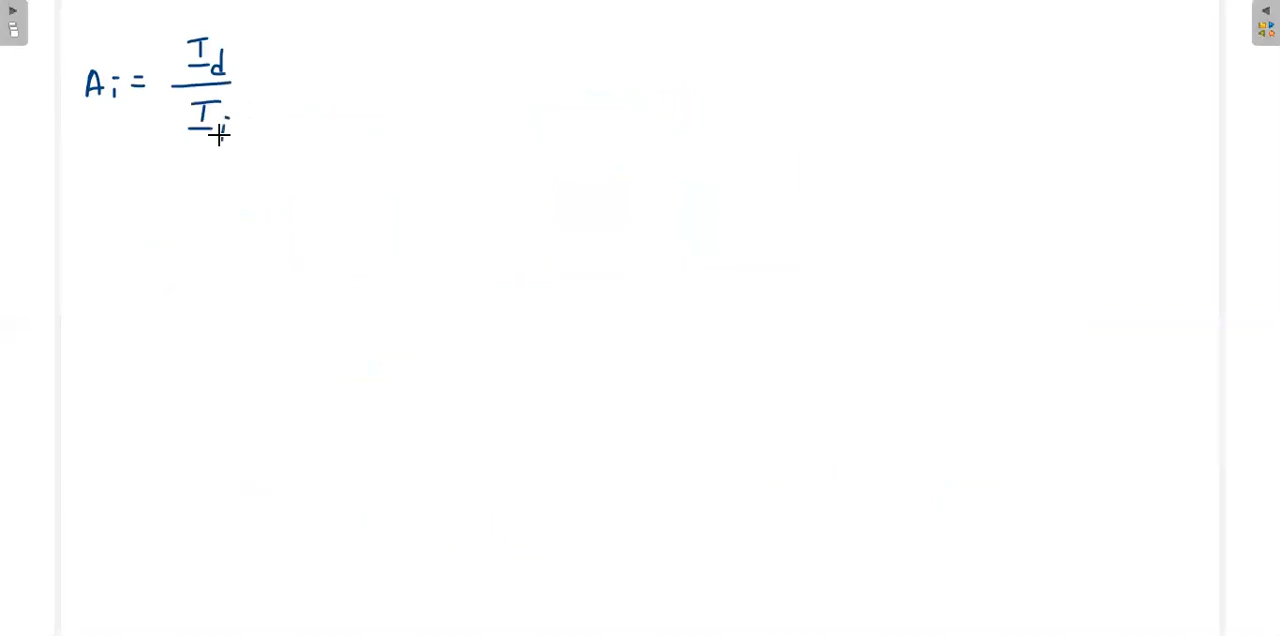 Ai = Id / Ii